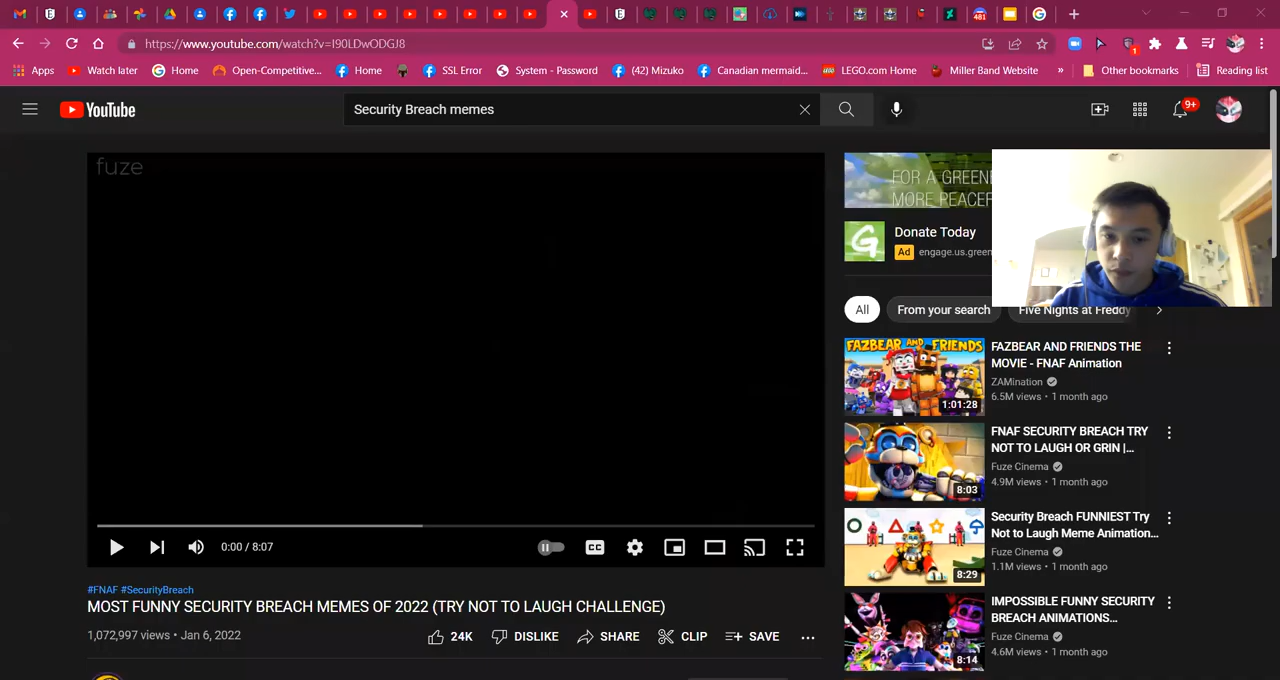 481
https://www.youtube.com/watch?v=I90LDwODGJ8
1
Apps
Watch later
Home
Open-Competitive...
Home
SSL Error
System - Password
(42) Mizuko
Canadian mermaid...
LEGO.com Home
Miller Band Website
»
Other bookmarks
Reading list
YouTube
Security Breach memes
9+
fuze
FOR A GREENE
MORE PEACEF
Donate Today
Ad engage.us.green
All
From your search
Five Nights at Freddy
FAZBEAR AND FRIENDS
1:01:28
FAZBEAR AND FRIENDS THE
MOVIE - FNAF Animation
ZAMination
6.5M views • 1 month ago
8:03
FNAF SECURITY BREACH TRY
NOT TO LAUGH OR GRIN |...
Fuze Cinema
4.9M views • 1 month ago
8:29
Security Breach FUNNIEST Try
Not to Laugh Meme Animation...
Fuze Cinema
1.1M views • 1 month ago
8:14
IMPOSSIBLE FUNNY SECURITY
BREACH ANIMATIONS...
Fuze Cinema
4.6M views • 1 month ago
0:00 / 8:07
CC
#FNAF #SecurityBreach
MOST FUNNY SECURITY BREACH MEMES OF 2022 (TRY NOT TO LAUGH CHALLENGE)
1,072,997 views • Jan 6, 2022
24K
DISLIKE
SHARE
CLIP
SAVE